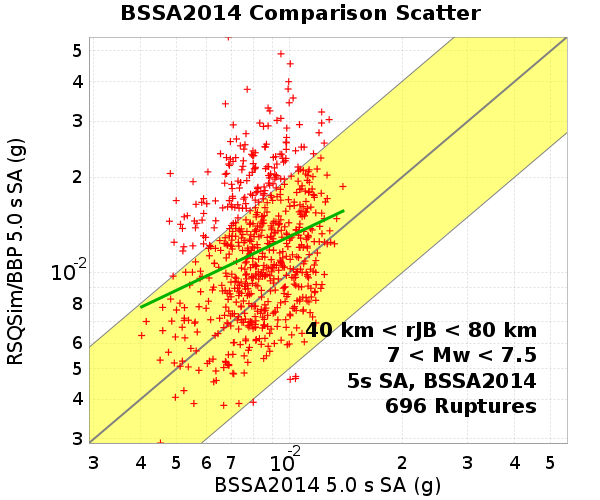 BSSA2014 Comparison Scatter
RSQSim/BBP 5.0 s SA (g)
5
4
3
2
10-2
8
6
5
4
3
40 km < rJB < 80 km
7 < Mw < 7.5
5s SA, BSSA2014
696 Ruptures
3 4 5 6 7 10-2 2 3 4 5
BSSA2014 5.0 s SA (g)